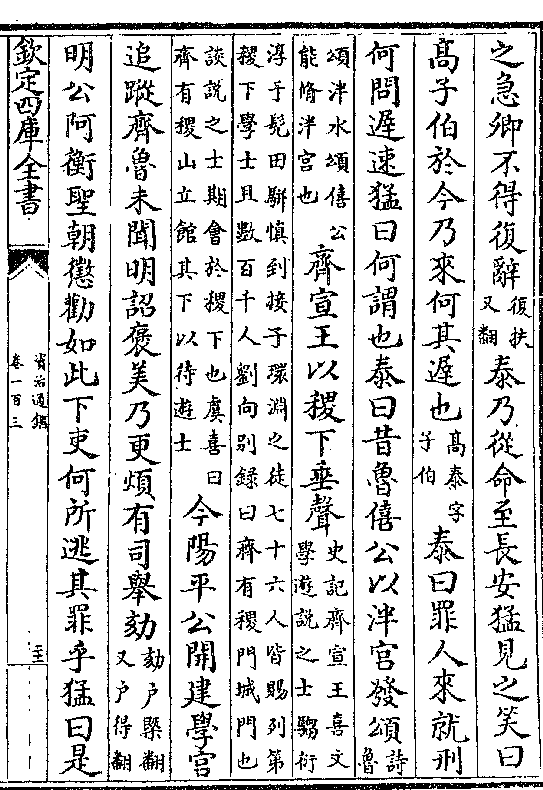 之急卿不得復辭復扶又翻泰乃從命至長安猛見之笑曰
髙子伯於今乃來何其遲也髙泰字子伯泰曰罪人來就刑
何問遲速猛曰何謂也泰曰昔魯僖公以泮宫發頌詩魯
頌泮水頌僖公能脩泮宫也齊宣王以稷下垂聲史記齊宣王喜文學遊説之士騶衍
淳于髠田駢慎到接子環淵之徒七十六人皆賜列第
稷下學士且數百千人劉向别録曰齊有稷門城門也
談説之士期會於稷下也虞喜曰齊有稷山立館其下以待遊士今陽平公開建學宫
追蹤齊魯未聞明詔褒美乃更煩有司舉劾劾户槩翻又户得翻
明公阿衡聖朝懲勸如此下吏何所逃其罪乎猛曰是
欽定四庫全書
資治通鑑
卷一百三